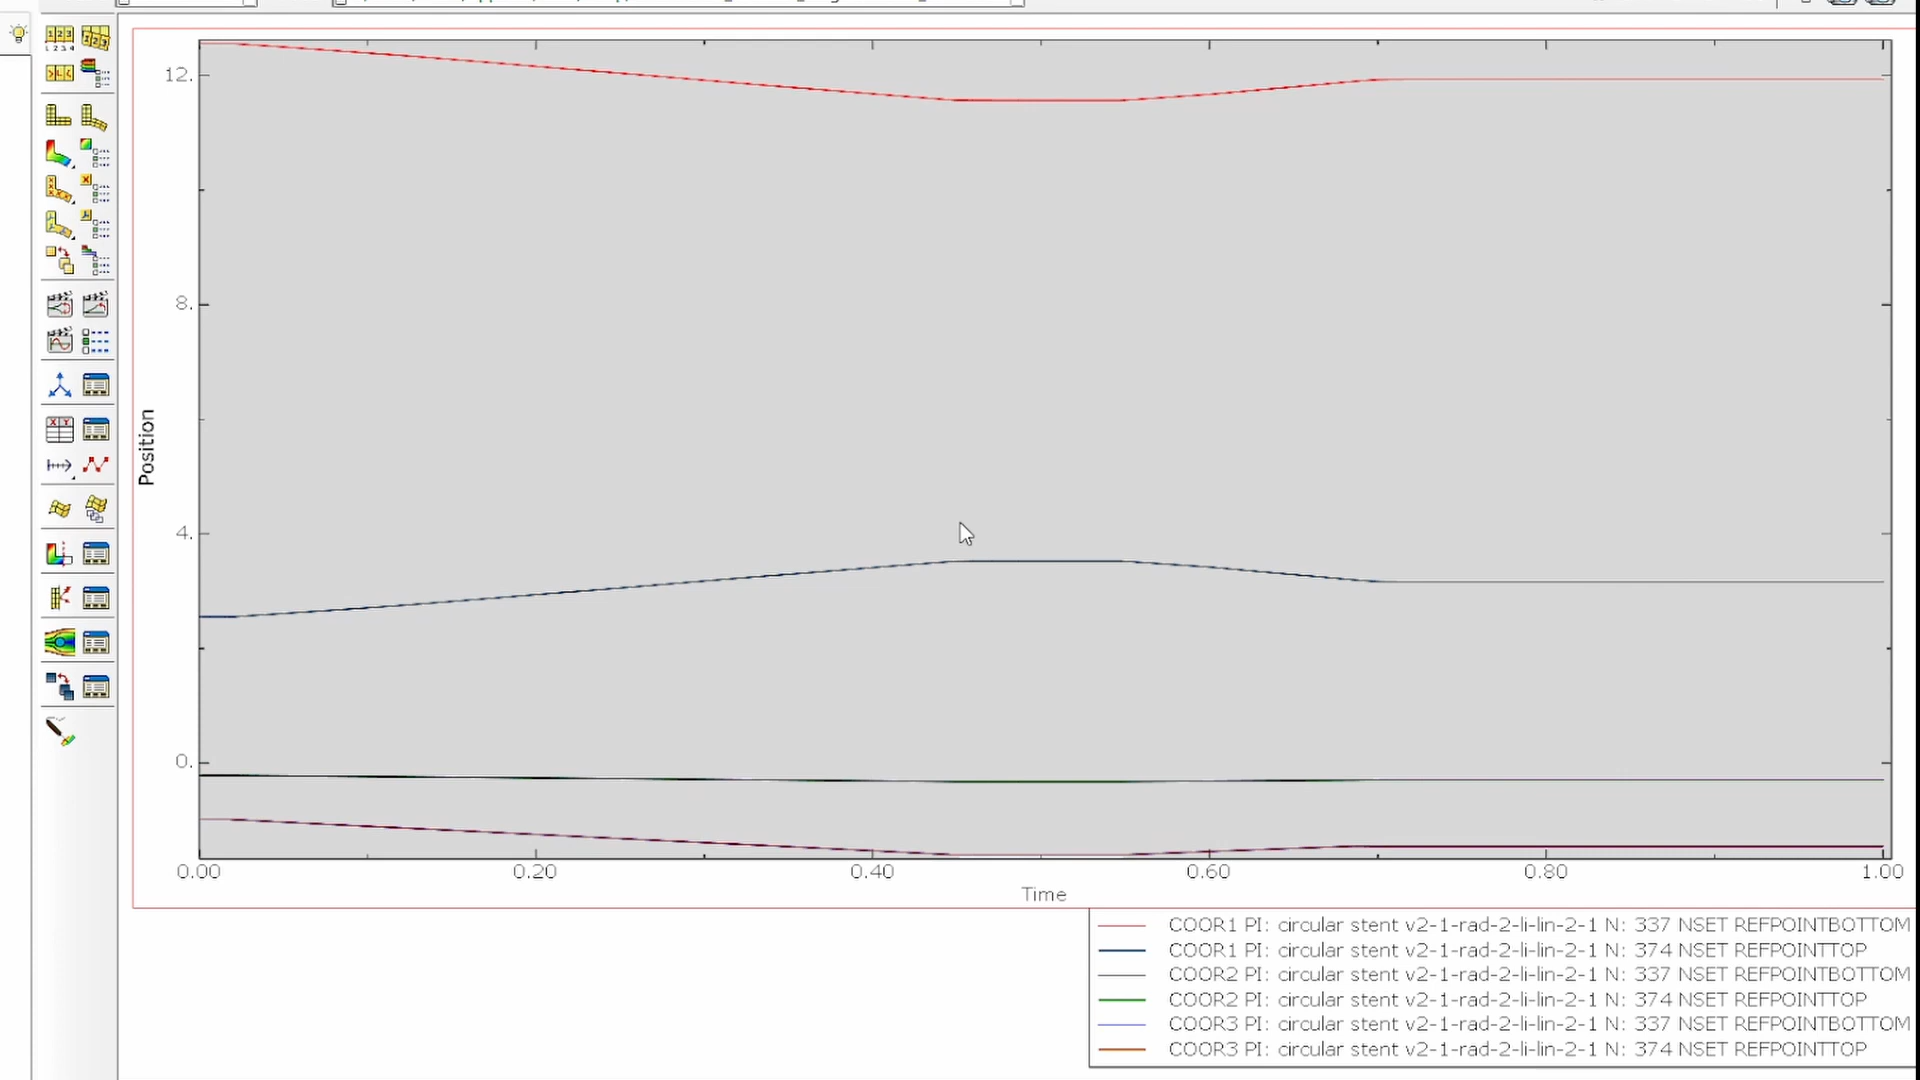 12.
8.
Position
4.
0.
0.00 0.20 0.40 0.60 0.80 1.00
Time
COOR1 PI: circular stent v2-1-rad-2-li-lin-2-1 N: 337 NSET REFPOINTBOTTOM
COOR1 PI: circular stent v2-1-rad-2-li-lin-2-1 N: 374 NSET REFPOINTTOP
COOR2 PI: circular stent v2-1-rad-2-li-lin-2-1 N: 337 NSET REFPOINTBOTTOM
COOR2 PI: circular stent v2-1-rad-2-li-lin-2-1 N: 374 NSET REFPOINTTOP
COOR3 PI: circular stent v2-1-rad-2-li-lin-2-1 N: 337 NSET REFPOINTBOTTOM
COOR3 PI: circular stent v2-1-rad-2-li-lin-2-1 N: 374 NSET REFPOINTTOP